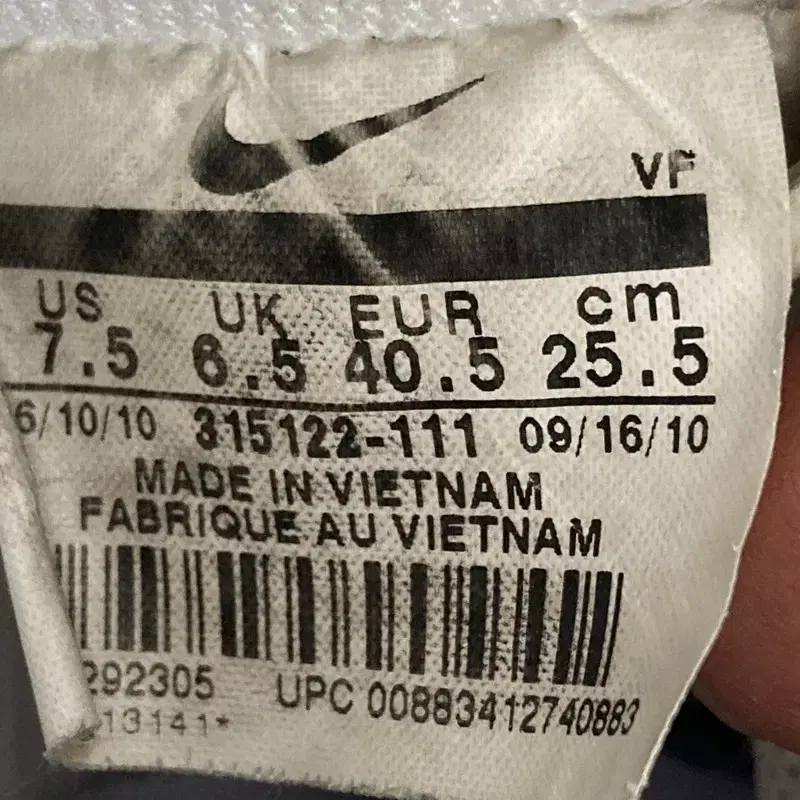 VF
US UK EUR cm
7.5 6.5 40.5 25.5
6/10/10 315122-111 09/16/10
MADE IN VIETNAM
FABRIQUE AU VIETNAM
292305 UPC 00883412740883
13141*